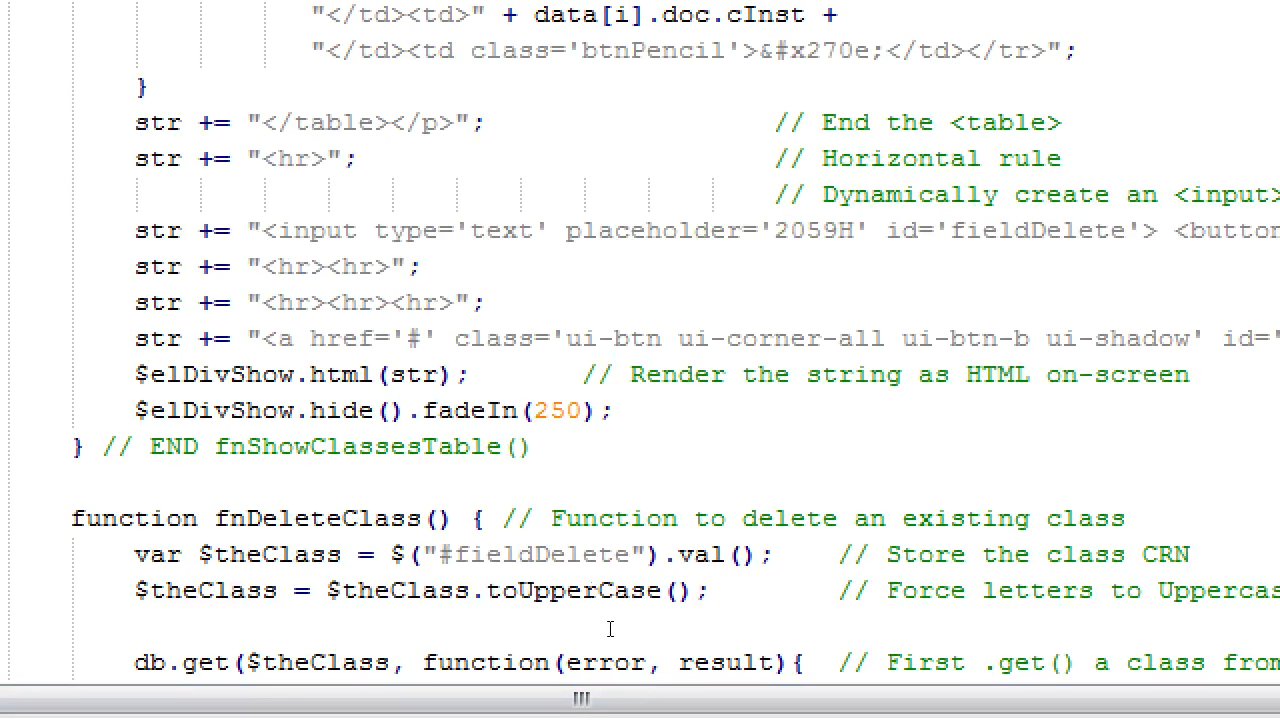 "</td><td>" + data[i].doc.cInst +
"</td><td class='btnPencil'>&#x270e;</td></tr>";
}
str += "</table></p>"; // End the <table>
str += "<hr>"; // Horizontal rule
// Dynamically create an <input>
str += "<input type='text' placeholder='2059H' id='fieldDelete'> <button
str += "<hr><hr>";
str += "<hr><hr><hr>";
str += "<a href='#' class='ui-btn ui-corner-all ui-btn-b ui-shadow' id='
$elDivShow.html(str); // Render the string as HTML on-screen
$elDivShow.hide().fadeIn(250);
} // END fnShowClassesTable()
function fnDeleteClass() { // Function to delete an existing class
var $theClass = $("#fieldDelete").val(); // Store the class CRN
$theClass = $theClass.toUpperCase(); // Force letters to Uppercas
db.get($theClass, function(error, result){ // First .get() a class from